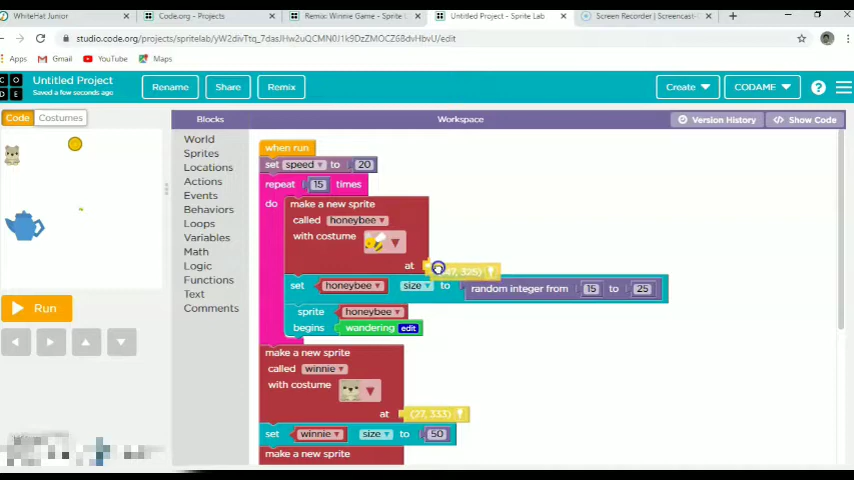 WhiteHat Junior
Code.org - Projects
Remix: Winnie Game - Sprite L
Untitled Project - Sprite Lab
Screen Recorder | Screencast-
studio.code.org/projects/spritelab/
/edit
Apps Gmail YouTube Maps
C O
D E
Untitled Project
Saved a few seconds ago
Rename Share Remix
Create CODAME ?
Code Costumes
Blocks
Workspace
Version History
</> Show Code
World
Sprites
Locations
Actions
Events
Behaviors
Loops
Variables
Math
Logic
Functions
Text
Comments
Run
when run
set speed to 20
repeat 15 times
do make a new sprite
called honeybee
with costume
at
set honeybee size to random integer from 15 to 25
sprite honeybee
begins wandering edit
make a new sprite
called winnie
with costume
at (27, 333)
set winnie size to 50
make a new sprite